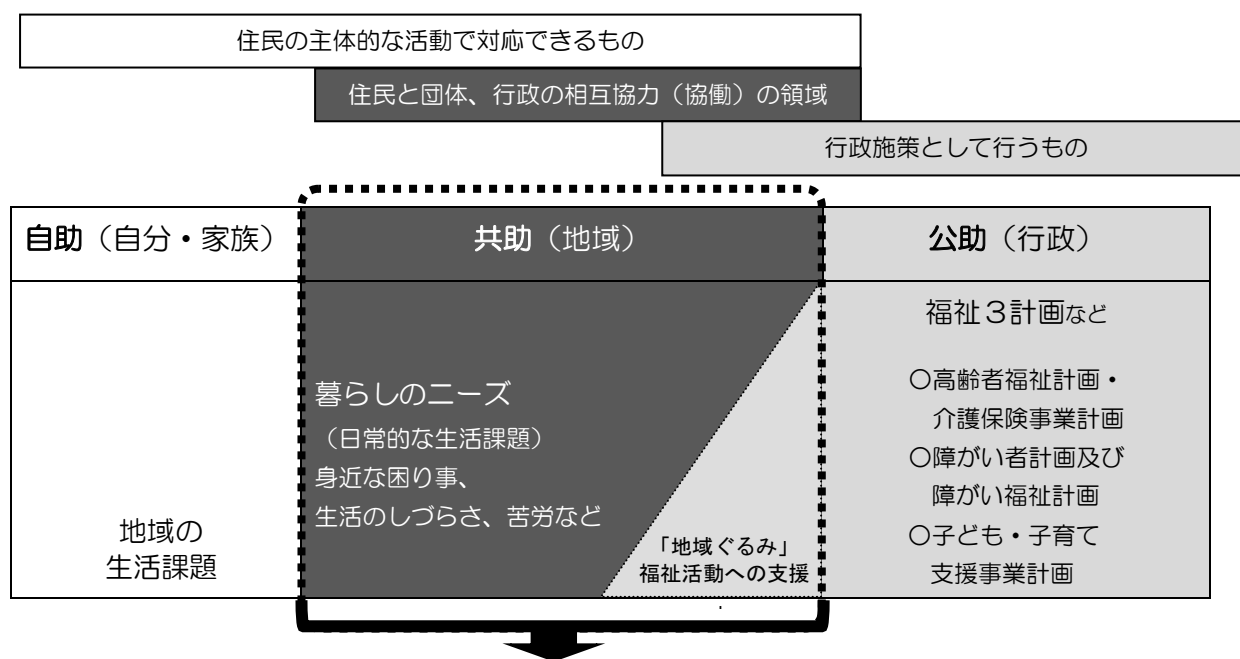 住民の主体的な活動で対応できるもの
住民と団体、行政の相互協力（協働）の領域
行政施策として行うもの
自助（自分・家族）
共助（地域）
公助（行政）
地域の
生活課題
暮らしのニーズ
（日常的な生活課題）
身近な困り事、
生活のしづらさ、苦労など
「地域ぐるみ」
福祉活動への支援
福祉３計画など
〇高齢者福祉計画・
介護保険事業計画
〇障がい者計画及び
障がい福祉計画
〇子ども・子育て
支援事業計画